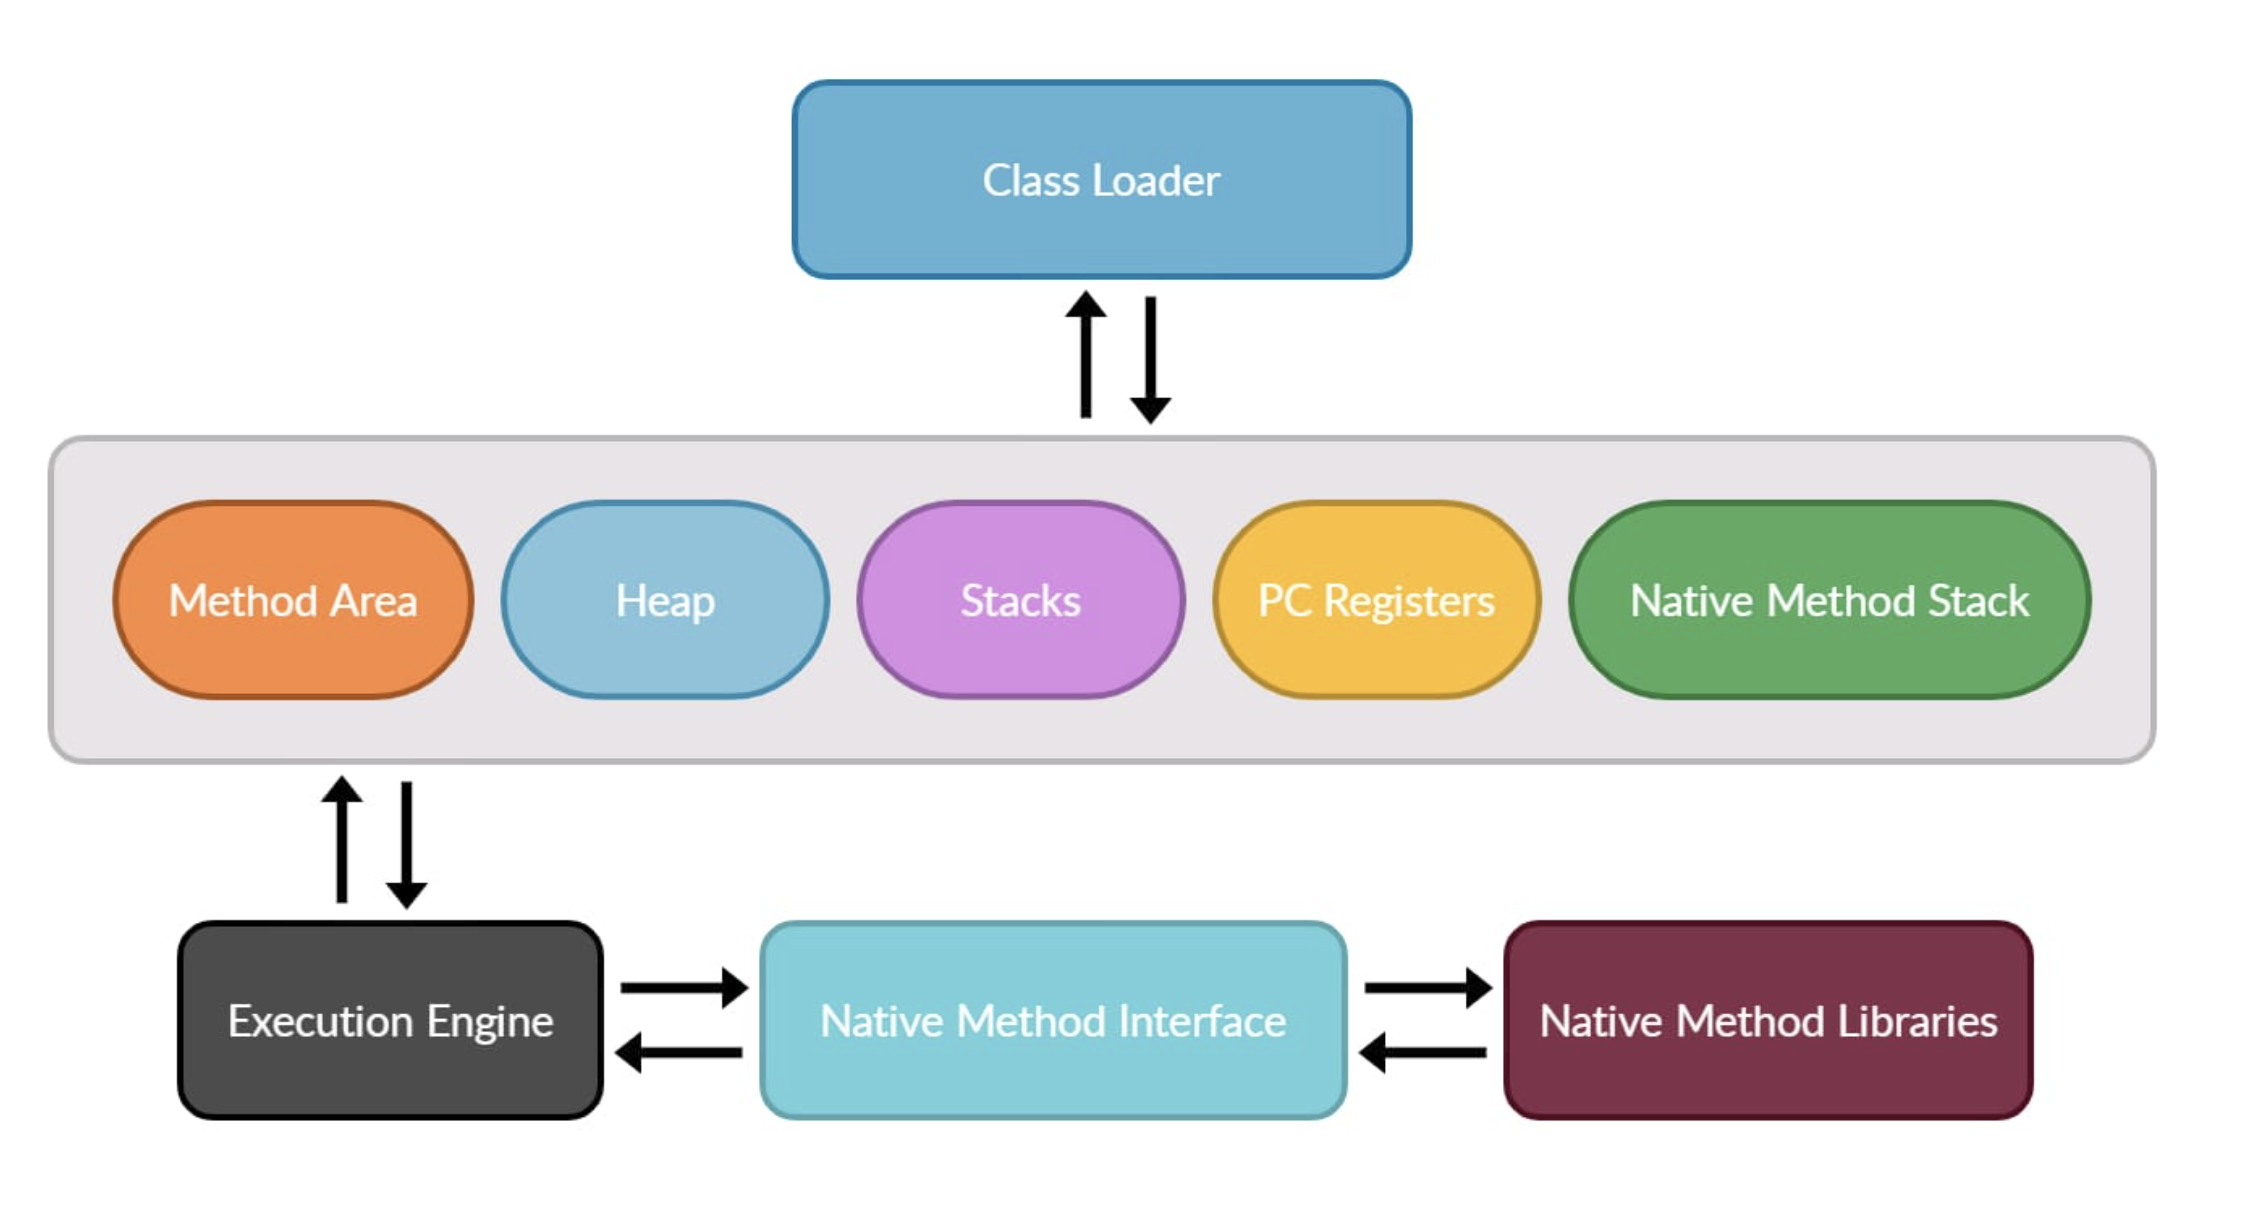 Class Loader
Method Area
Heap
Stacks
PC Registers
Native Method Stack
Execution Engine
Native Method Interface
Native Method Libraries